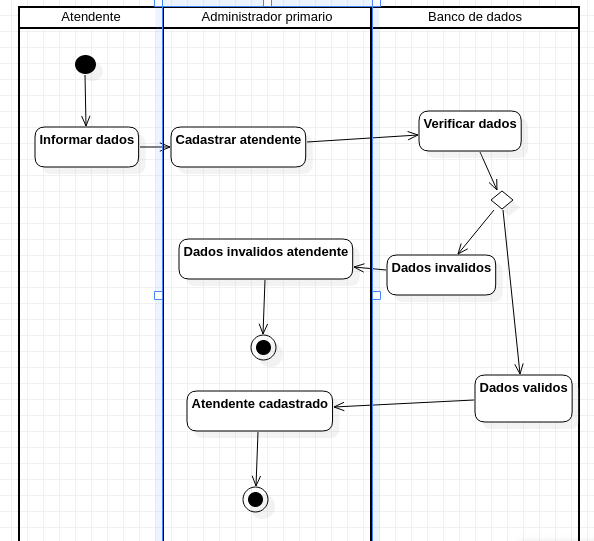 Atendente
Administrador primario
Banco de dados
Informar dados
Cadastrar atendente
Verificar dados
Dados invalidos atendente
Dados invalidos
Dados validos
Atendente cadastrado